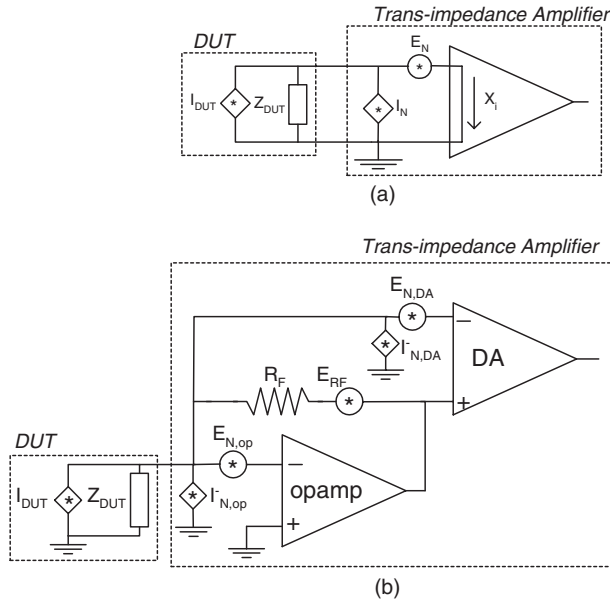 Trans-impedance Amplifier
DUT
E_N
I_DUT
*
Z_DUT
*
I_N
*
X_i
(a)
Trans-impedance Amplifier
E_N,DA
*
−
*
I⁻_N,DA
DA
R_F
E_RF
*
+
DUT
E_N,op
*
−
opamp
I_DUT
*
Z_DUT
*
I⁻_N,op
+
(b)